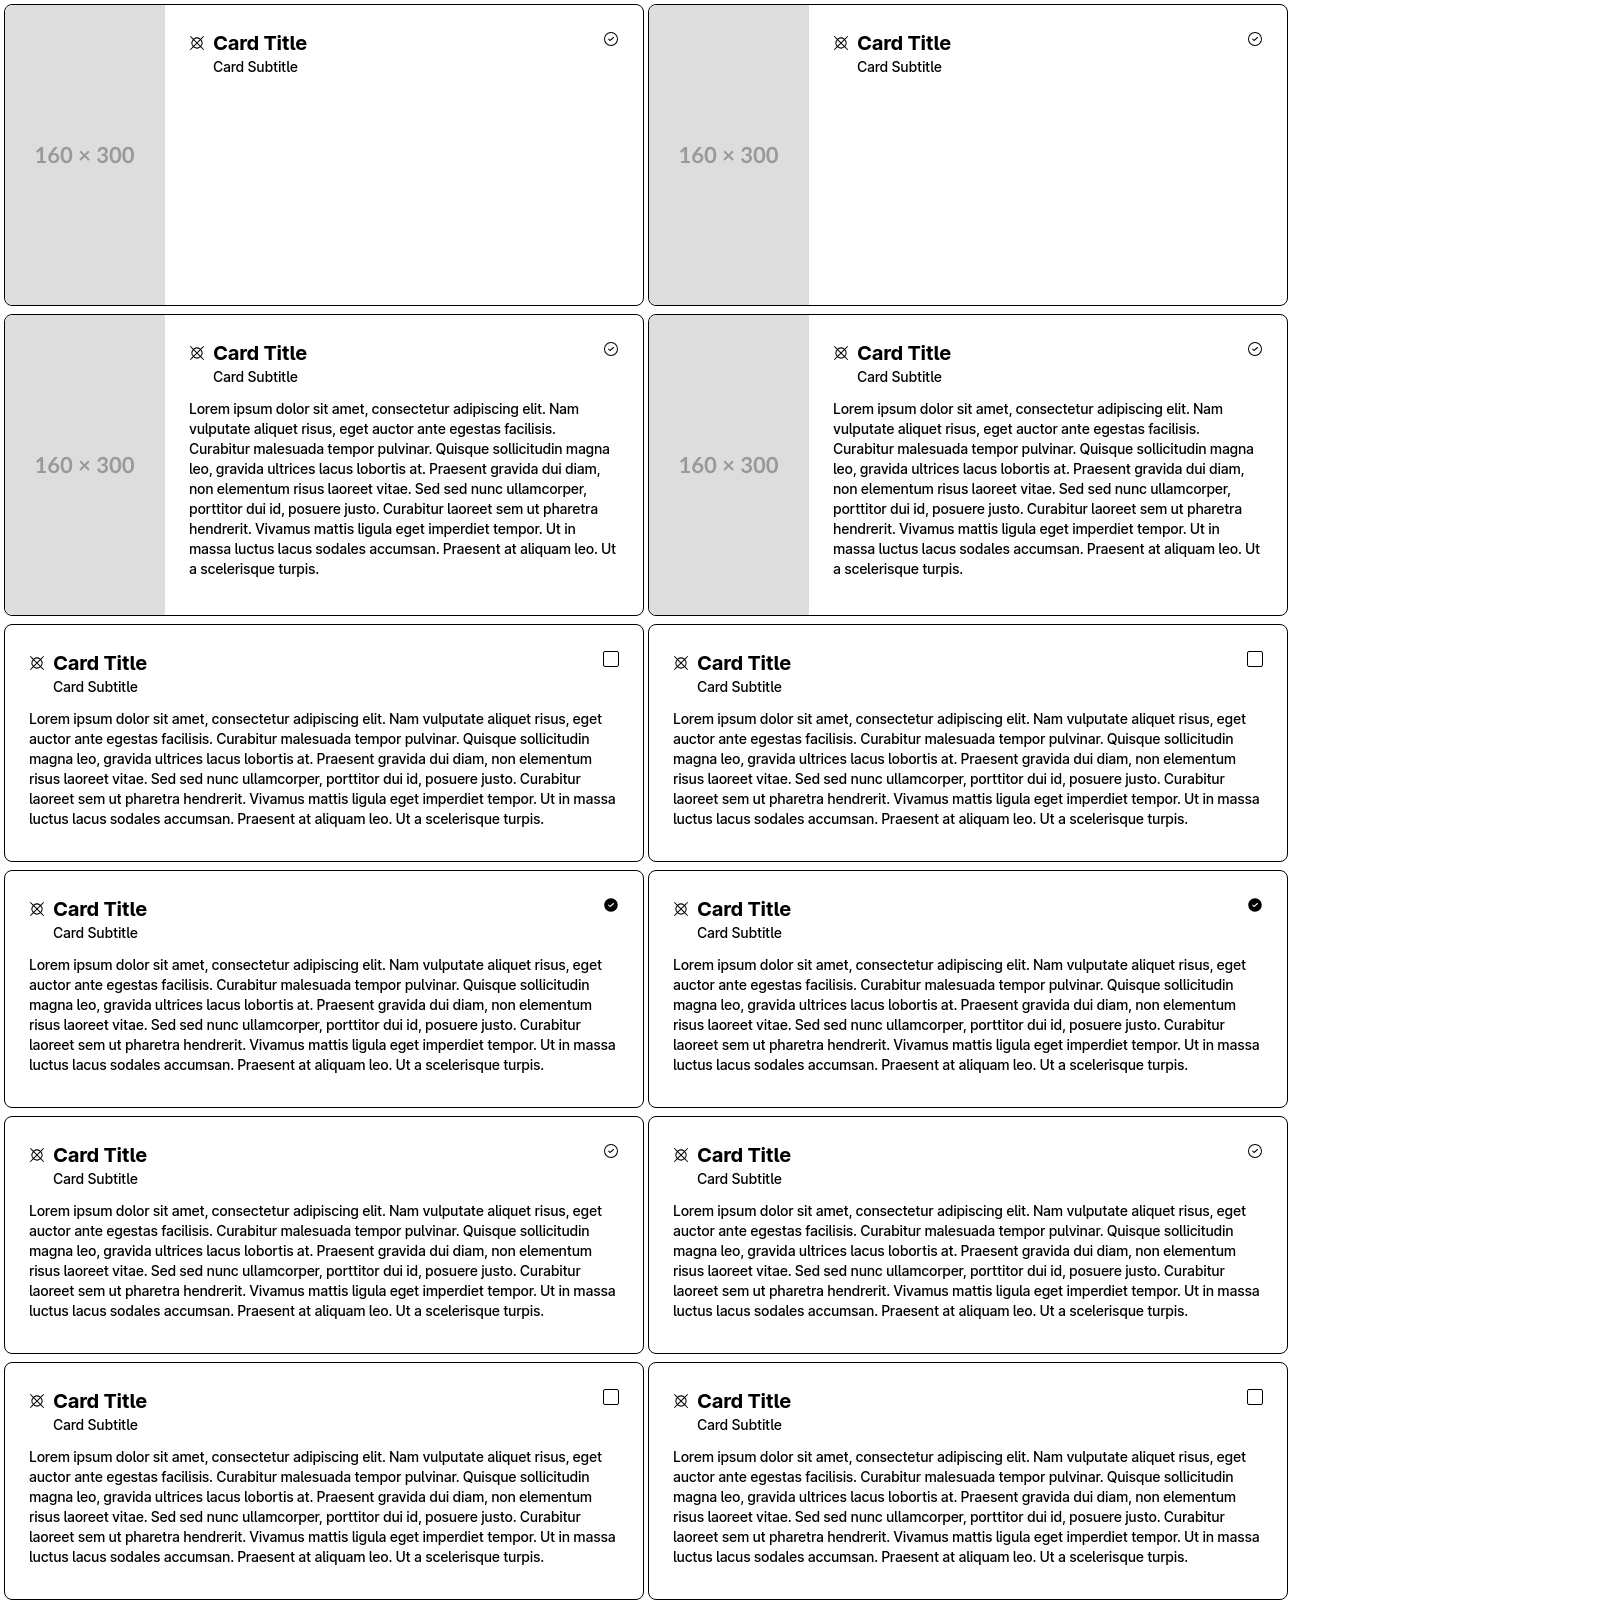 160 × 300
Card Title
Card Subtitle
160 × 300
Card Title
Card Subtitle
160 × 300
Card Title
Card Subtitle
Lorem ipsum dolor sit amet, consectetur adipiscing elit. Nam
vulputate aliquet risus, eget auctor ante egestas facilisis.
Curabitur malesuada tempor pulvinar. Quisque sollicitudin magna
leo, gravida ultrices lacus lobortis at. Praesent gravida dui diam,
non elementum risus laoreet vitae. Sed sed nunc ullamcorper,
porttitor dui id, posuere justo. Curabitur laoreet sem ut pharetra
hendrerit. Vivamus mattis ligula eget imperdiet tempor. Ut in
massa luctus lacus sodales accumsan. Praesent at aliquam leo. Ut
a scelerisque turpis.
160 × 300
Card Title
Card Subtitle
Lorem ipsum dolor sit amet, consectetur adipiscing elit. Nam
vulputate aliquet risus, eget auctor ante egestas facilisis.
Curabitur malesuada tempor pulvinar. Quisque sollicitudin magna
leo, gravida ultrices lacus lobortis at. Praesent gravida dui diam,
non elementum risus laoreet vitae. Sed sed nunc ullamcorper,
porttitor dui id, posuere justo. Curabitur laoreet sem ut pharetra
hendrerit. Vivamus mattis ligula eget imperdiet tempor. Ut in
massa luctus lacus sodales accumsan. Praesent at aliquam leo. Ut
a scelerisque turpis.
Card Title
Card Subtitle
Lorem ipsum dolor sit amet, consectetur adipiscing elit. Nam vulputate aliquet risus, eget
auctor ante egestas facilisis. Curabitur malesuada tempor pulvinar. Quisque sollicitudin
magna leo, gravida ultrices lacus lobortis at. Praesent gravida dui diam, non elementum
risus laoreet vitae. Sed sed nunc ullamcorper, porttitor dui id, posuere justo. Curabitur
laoreet sem ut pharetra hendrerit. Vivamus mattis ligula eget imperdiet tempor. Ut in massa
luctus lacus sodales accumsan. Praesent at aliquam leo. Ut a scelerisque turpis.
Card Title
Card Subtitle
Lorem ipsum dolor sit amet, consectetur adipiscing elit. Nam vulputate aliquet risus, eget
auctor ante egestas facilisis. Curabitur malesuada tempor pulvinar. Quisque sollicitudin
magna leo, gravida ultrices lacus lobortis at. Praesent gravida dui diam, non elementum
risus laoreet vitae. Sed sed nunc ullamcorper, porttitor dui id, posuere justo. Curabitur
laoreet sem ut pharetra hendrerit. Vivamus mattis ligula eget imperdiet tempor. Ut in massa
luctus lacus sodales accumsan. Praesent at aliquam leo. Ut a scelerisque turpis.
Card Title
Card Subtitle
Lorem ipsum dolor sit amet, consectetur adipiscing elit. Nam vulputate aliquet risus, eget
auctor ante egestas facilisis. Curabitur malesuada tempor pulvinar. Quisque sollicitudin
magna leo, gravida ultrices lacus lobortis at. Praesent gravida dui diam, non elementum
risus laoreet vitae. Sed sed nunc ullamcorper, porttitor dui id, posuere justo. Curabitur
laoreet sem ut pharetra hendrerit. Vivamus mattis ligula eget imperdiet tempor. Ut in massa
luctus lacus sodales accumsan. Praesent at aliquam leo. Ut a scelerisque turpis.
Card Title
Card Subtitle
Lorem ipsum dolor sit amet, consectetur adipiscing elit. Nam vulputate aliquet risus, eget
auctor ante egestas facilisis. Curabitur malesuada tempor pulvinar. Quisque sollicitudin
magna leo, gravida ultrices lacus lobortis at. Praesent gravida dui diam, non elementum
risus laoreet vitae. Sed sed nunc ullamcorper, porttitor dui id, posuere justo. Curabitur
laoreet sem ut pharetra hendrerit. Vivamus mattis ligula eget imperdiet tempor. Ut in massa
luctus lacus sodales accumsan. Praesent at aliquam leo. Ut a scelerisque turpis.
Card Title
Card Subtitle
Lorem ipsum dolor sit amet, consectetur adipiscing elit. Nam vulputate aliquet risus, eget
auctor ante egestas facilisis. Curabitur malesuada tempor pulvinar. Quisque sollicitudin
magna leo, gravida ultrices lacus lobortis at. Praesent gravida dui diam, non elementum
risus laoreet vitae. Sed sed nunc ullamcorper, porttitor dui id, posuere justo. Curabitur
laoreet sem ut pharetra hendrerit. Vivamus mattis ligula eget imperdiet tempor. Ut in massa
luctus lacus sodales accumsan. Praesent at aliquam leo. Ut a scelerisque turpis.
Card Title
Card Subtitle
Lorem ipsum dolor sit amet, consectetur adipiscing elit. Nam vulputate aliquet risus, eget
auctor ante egestas facilisis. Curabitur malesuada tempor pulvinar. Quisque sollicitudin
magna leo, gravida ultrices lacus lobortis at. Praesent gravida dui diam, non elementum
risus laoreet vitae. Sed sed nunc ullamcorper, porttitor dui id, posuere justo. Curabitur
laoreet sem ut pharetra hendrerit. Vivamus mattis ligula eget imperdiet tempor. Ut in massa
luctus lacus sodales accumsan. Praesent at aliquam leo. Ut a scelerisque turpis.
Card Title
Card Subtitle
Lorem ipsum dolor sit amet, consectetur adipiscing elit. Nam vulputate aliquet risus, eget
auctor ante egestas facilisis. Curabitur malesuada tempor pulvinar. Quisque sollicitudin
magna leo, gravida ultrices lacus lobortis at. Praesent gravida dui diam, non elementum
risus laoreet vitae. Sed sed nunc ullamcorper, porttitor dui id, posuere justo. Curabitur
laoreet sem ut pharetra hendrerit. Vivamus mattis ligula eget imperdiet tempor. Ut in massa
luctus lacus sodales accumsan. Praesent at aliquam leo. Ut a scelerisque turpis.
Card Title
Card Subtitle
Lorem ipsum dolor sit amet, consectetur adipiscing elit. Nam vulputate aliquet risus, eget
auctor ante egestas facilisis. Curabitur malesuada tempor pulvinar. Quisque sollicitudin
magna leo, gravida ultrices lacus lobortis at. Praesent gravida dui diam, non elementum
risus laoreet vitae. Sed sed nunc ullamcorper, porttitor dui id, posuere justo. Curabitur
laoreet sem ut pharetra hendrerit. Vivamus mattis ligula eget imperdiet tempor. Ut in massa
luctus lacus sodales accumsan. Praesent at aliquam leo. Ut a scelerisque turpis.